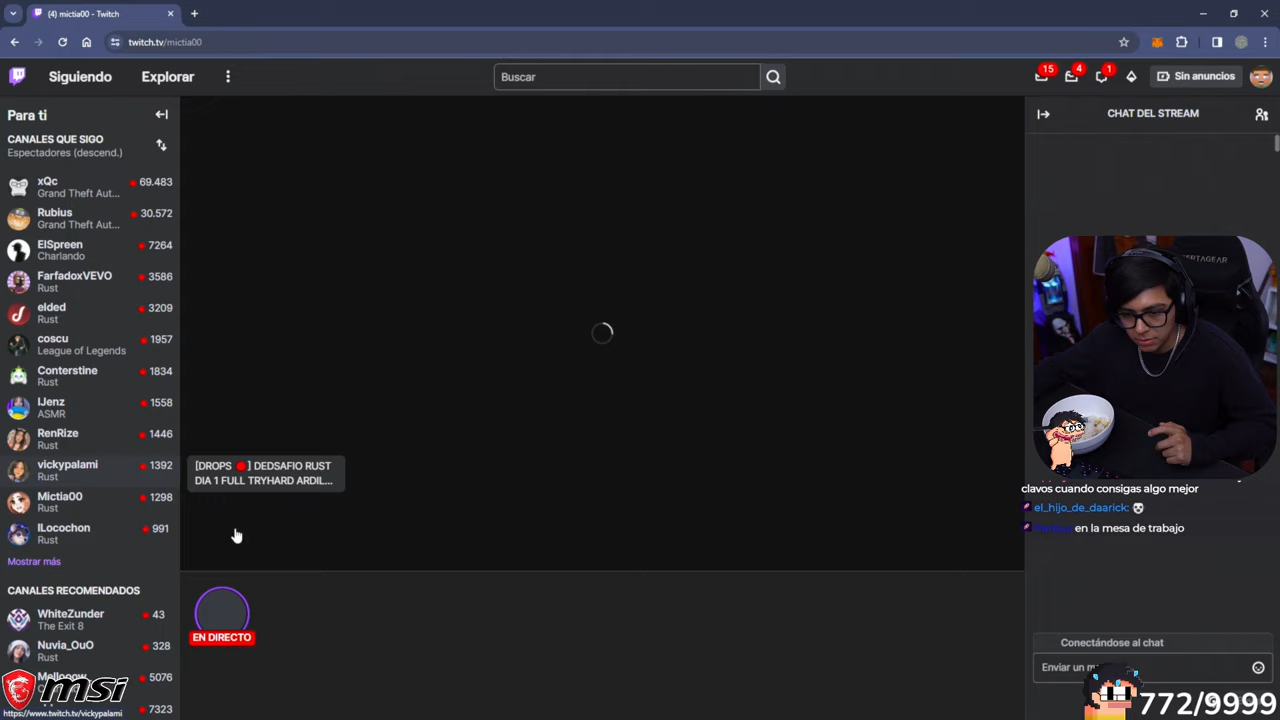 (4) mictia00 - Twitch
twitch.tv/mictia00
Siguiendo
Explorar
Buscar
15
4
1
Sin anuncios
Para ti
CANALES QUE SIGO
Espectadores (descend.)
xQc
69.483
Grand Theft Aut...
Rubius
30.572
Grand Theft Aut...
ElSpreen
7264
Charlando
FarfadoxVEVO
3586
Rust
elded
3209
Rust
coscu
1957
League of Legends
Conterstine
1834
Rust
IJenz
1558
ASMR
RenRize
1446
Rust
vickypalami
1392
Rust
Mictia00
1298
Rust
ILocochon
991
Rust
Mostrar más
CANALES RECOMENDADOS
WhiteZunder
43
The Exit 8
Nuvia_OuO
328
Rust
5076
7323
msi
https://www.twitch.tv/vickypalami
[DROPS 🔴] DEDSAFIO RUST
DIA 1 FULL TRYHARD ARDIL...
EN DIRECTO
CHAT DEL STREAM
clavos cuando consigas algo mejor
el_hijo_de_daarick: 💀
en la mesa de trabajo
Conectándose al chat
Enviar un
772/9999